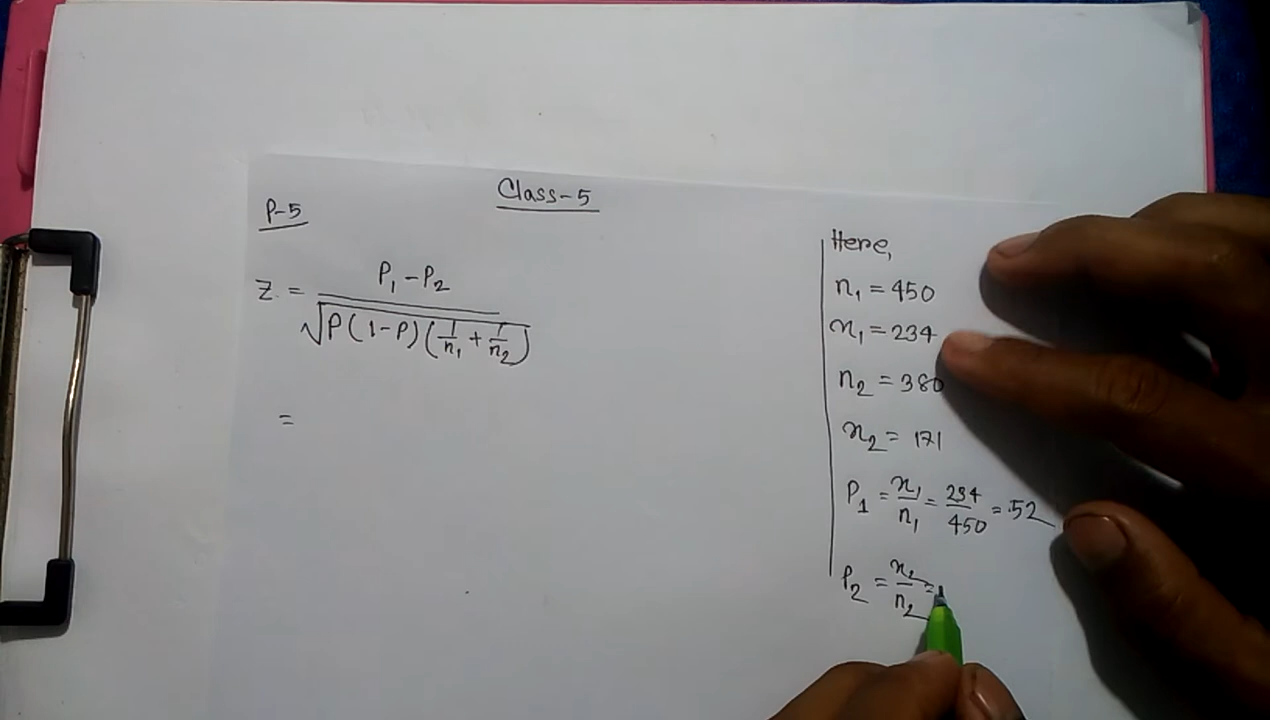 Class-5
P-5
Z = P₁-P₂ / √P(1-P)(1/n₁ + 1/n₂)
=
Here,
n₁ = 450
x₁ = 234
n₂ = 380
x₂ = 171
P₁ = x₁/n₁ = 234/450 = .52
P₂ = x₂/n₂ =